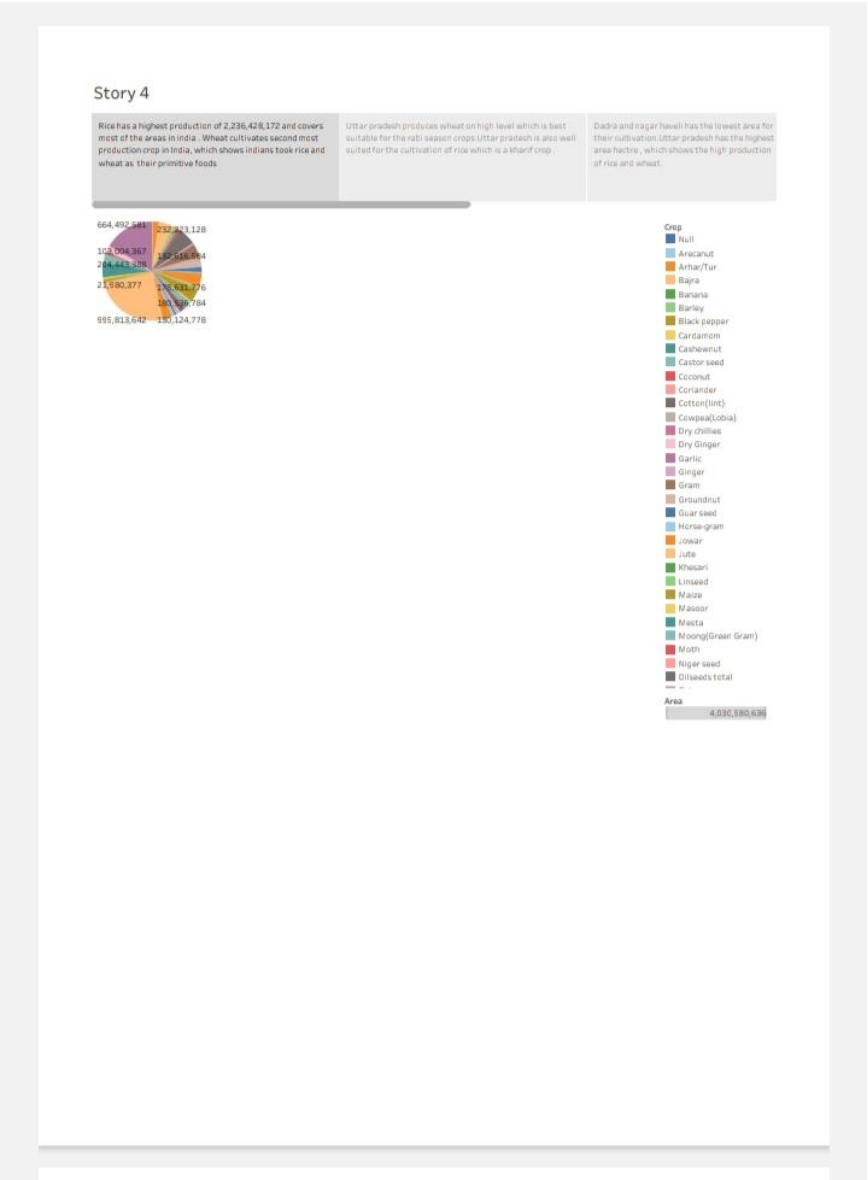 Story 4
Rice has a highest production of 2,236,428,172 and covers
most of the areas in india . Wheat cultivates second most
production crop in India, which shows indians took rice and
wheat as their primitive foods
Uttar pradesh produces wheat on high level which is best
suitable for the rabi season crops.Uttar pradesh is also well
suited for the cultivation of rice which is a kharif crop .
Dadra and nagar haveli has the lowest area for
their cultivation.Uttar pradesh has the highest
area hectre , which shows the high production
of rice and wheat.
664,492,581
232,223,128
103,004,367
204,443,388
178,631,776
21,680,377
995,813,642
130,124,778
Crop
Null
Arecanut
Arhar/Tur
Bajra
Banana
Barley
Black pepper
Cardamom
Cashewnut
Castor seed
Coconut
Coriander
Cotton(lint)
Cowpea(Lobia)
Dry chillies
Dry Ginger
Garlic
Ginger
Gram
Groundnut
Guar seed
Horse-gram
Jowar
Jute
Khesari
Linseed
Maize
Masoor
Mesta
Moong(Green Gram)
Moth
Niger seed
Oilseeds total
Area
4,030,580,636